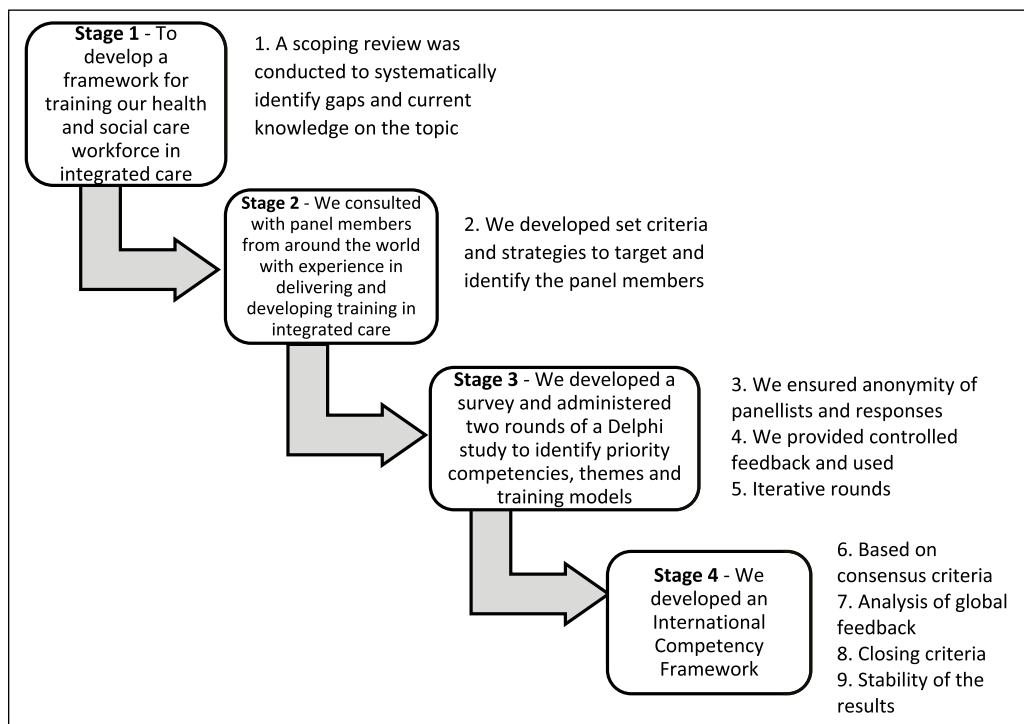 Stage 1 - To
develop a
framework for
training our health
and social care
workforce in
integrated care
1. A scoping review was
conducted to systematically
identify gaps and current
knowledge on the topic
Stage 2 - We consulted
with panel members
from around the world
with experience in
delivering and
developing training in
integrated care
2. We developed set criteria
and strategies to target and
identify the panel members
Stage 3 - We developed a
survey and administered
two rounds of a Delphi
study to identify priority
competencies, themes and
training models
3. We ensured anonymity of
panellists and responses
4. We provided controlled
feedback and used
5. Iterative rounds
Stage 4 - We
developed an
International
Competency
Framework
6. Based on
consensus criteria
7. Analysis of global
feedback
8. Closing criteria
9. Stability of the
results